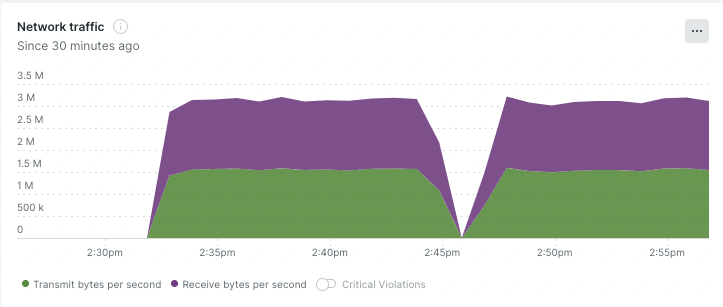 Network traffic
Since 30 minutes ago
3.5 M
3 M
2.5 M
2 M
1.5 M
1 M
500 k
0
2:30pm 2:35pm 2:40pm 2:45pm 2:50pm 2:55pm
Transmit bytes per second Receive bytes per second Critical Violations